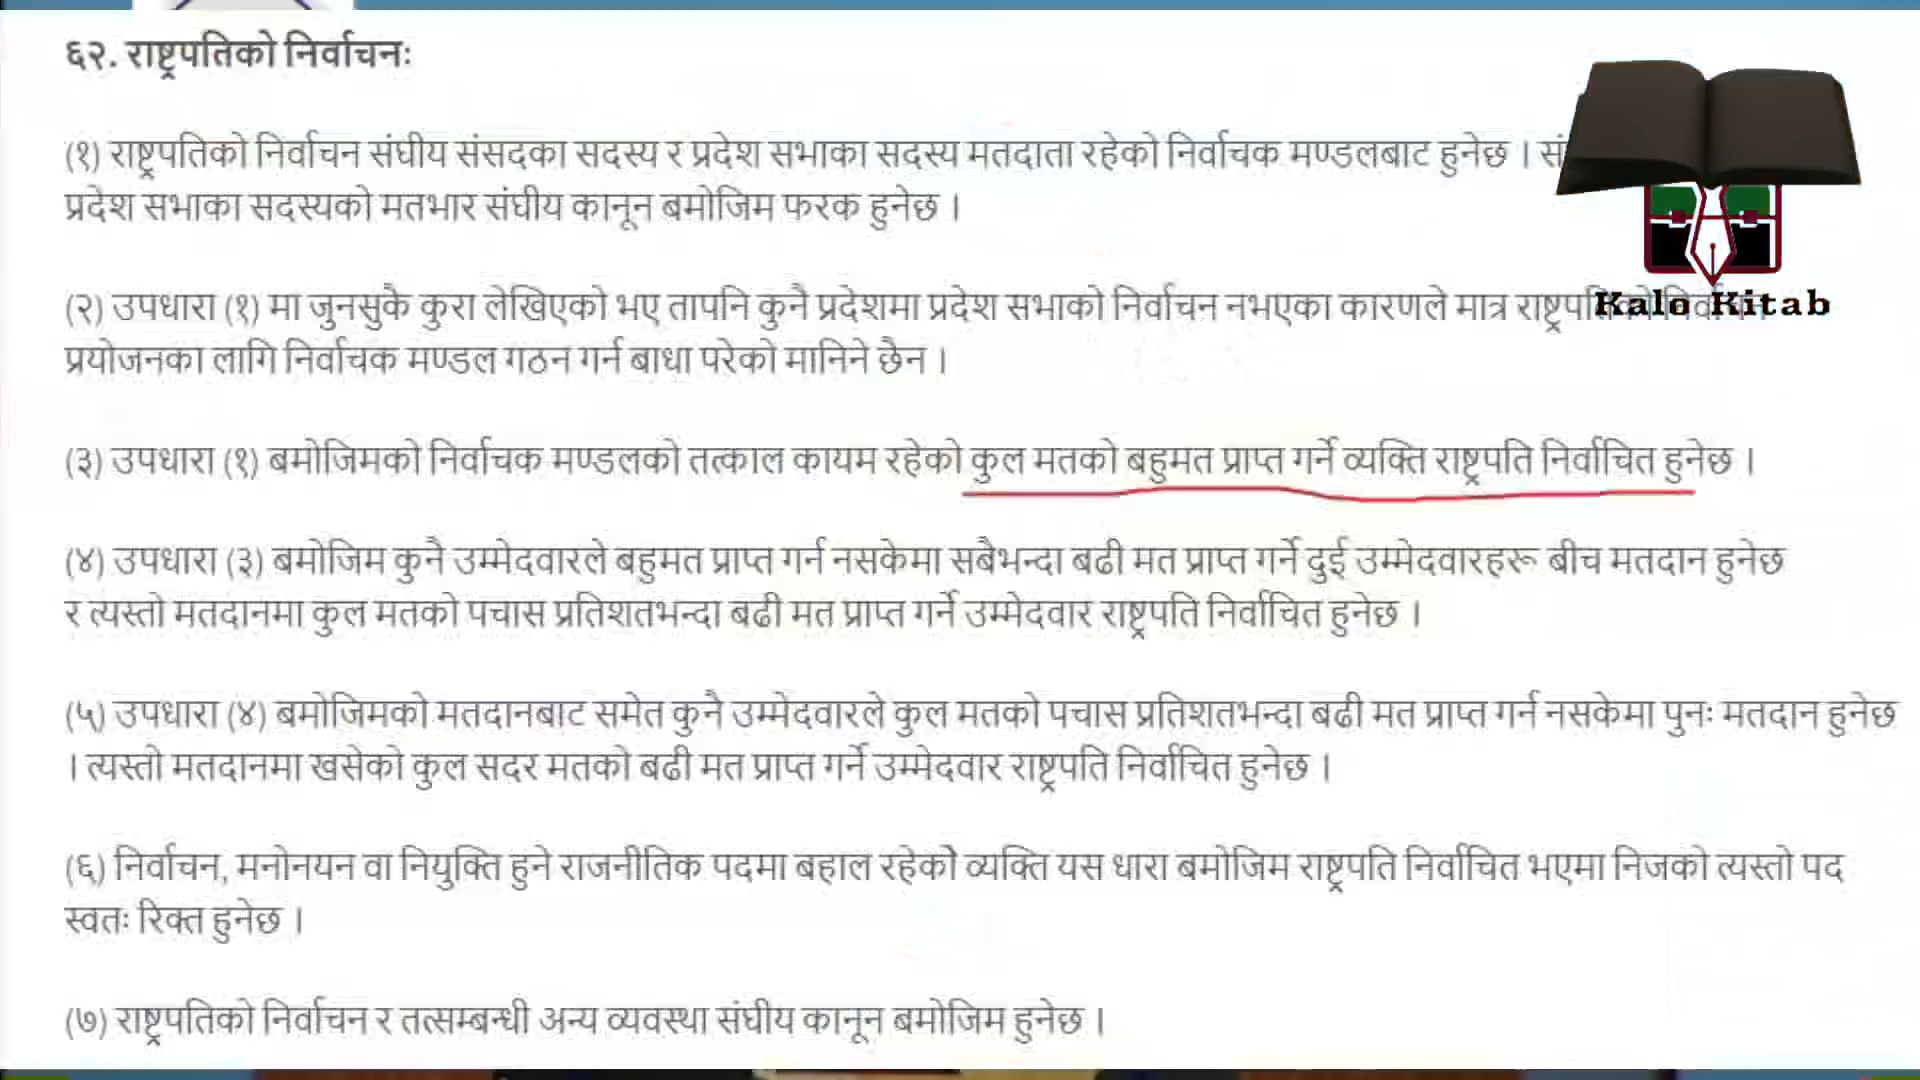 ६२. राष्ट्रपतिको निर्वाचनः
(१) राष्ट्रपतिको निर्वाचन संघीय संसदका सदस्य र प्रदेश सभाका सदस्य मतदाता रहेको निर्वाचक मण्डलबाट हुनेछ ।
प्रदेश सभाका सदस्यको मतभार संघीय कानून बमोजिम फरक हुनेछ ।
(२) उपधारा (१) मा जुनसुकै कुरा लेखिएको भए तापनि कुनै प्रदेशमा प्रदेश सभाको निर्वाचन नभएका कारणले मात्र
Kalo Kitab
प्रयोजनका लागि निर्वाचक मण्डल गठन गर्न बाधा परेको मानिने छैन ।
(३) उपधारा (१) बमोजिमको निर्वाचक मण्डलको तत्काल कायम रहेको कुल मतको बहुमत प्राप्त गर्ने व्यक्ति राष्ट्रपति निर्वाचित हुनेछ ।
(४) उपधारा (३) बमोजिम कुनै उम्मेदवारले बहुमत प्राप्त गर्न नसकेमा सबैभन्दा बढी मत प्राप्त गर्ने दुई उम्मेदवारहरू बीच मतदान हुनेछ
र त्यस्तो मतदानमा कुल मतको पचास प्रतिशतभन्दा बढी मत प्राप्त गर्ने उम्मेदवार राष्ट्रपति निर्वाचित हुनेछ ।
(५) उपधारा (४) बमोजिमको मतदानबाट समेत कुनै उम्मेदवारले कुल मतको पचास प्रतिशतभन्दा बढी मत प्राप्त गर्न नसकेमा पुनः मतदान हुनेछ
। त्यस्तो मतदानमा खसेको कुल सदर मतको बढी मत प्राप्त गर्ने उम्मेदवार राष्ट्रपति निर्वाचित हुनेछ ।
(६) निर्वाचन, मनोनयन वा नियुक्ति हुने राजनीतिक पदमा बहाल रहेको व्यक्ति यस धारा बमोजिम राष्ट्रपति निर्वाचित भएमा निजको त्यस्तो पद
स्वतः रिक्त हुनेछ ।
(७) राष्ट्रपतिको निर्वाचन र तत्सम्बन्धी अन्य व्यवस्था संघीय कानून बमोजिम हुनेछ ।